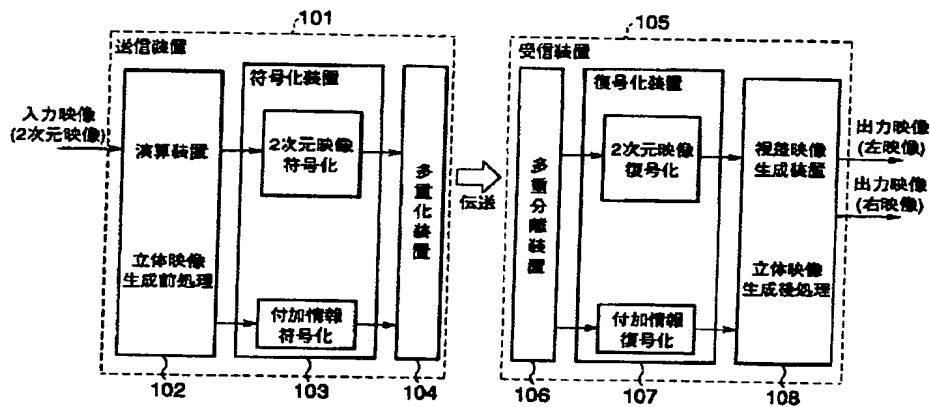 101
送信装置
入力映像
(2次元映像)
演算装置
立体映像
生成前処理
102
符号化装置
2次元映像
符号化
付加情報
符号化
103
多重化装置
104
伝送
105
受信装置
多重分離装置
106
復号化装置
2次元映像
復号化
付加情報
復号化
107
視差映像
生成装置
立体映像
生成後処理
108
出力映像
(左映像)
出力映像
(右映像)